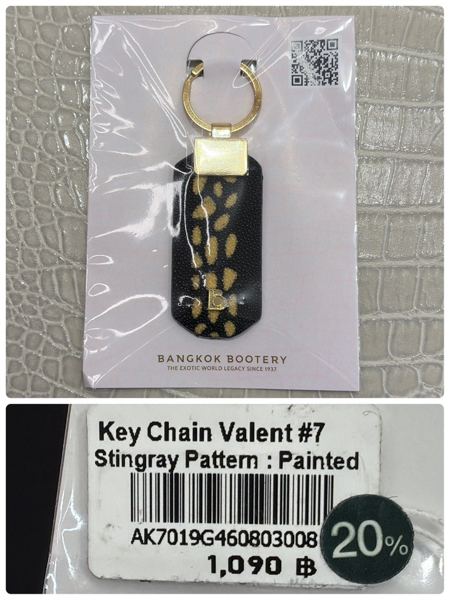 B
BANGKOK BOOTERY
THE EXOTIC WORLD LEGACY SINCE 1937
Key Chain Valent #7
Stingray Pattern : Painted
AK7019G460803008
1,090 ฿
20%